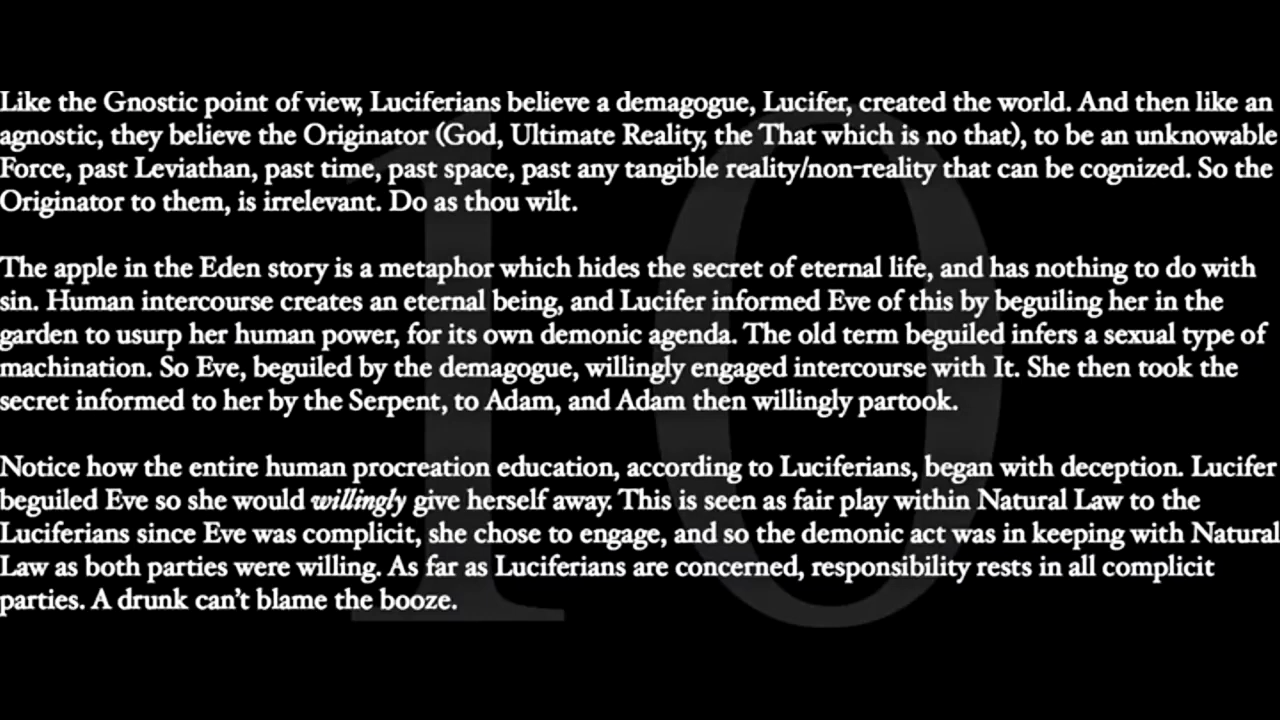 Like the Gnostic point of view, Luciferians believe a demagogue, Lucifer, created the world. And then like an
agnostic, they believe the Originator (God, Ultimate Reality, the That which is no that), to be an unknowable
Force, past Leviathan, past time, past space, past any tangible reality/non-reality that can be cognized. So the
Originator to them, is irrelevant. Do as thou wilt.
The apple in the Eden story is a metaphor which hides the secret of eternal life, and has nothing to do with
sin. Human intercourse creates an eternal being, and Lucifer informed Eve of this by beguiling her in the
garden to usurp her human power, for its own demonic agenda. The old term beguiled infers a sexual type of
machination. So Eve, beguiled by the demagogue, willingly engaged intercourse with It. She then took the
secret informed to her by the Serpent, to Adam, and Adam then willingly partook.
Notice how the entire human procreation education, according to Luciferians, began with deception. Lucifer
beguiled Eve so she would willingly give herself away. This is seen as fair play within Natural Law to the
Luciferians since Eve was complicit, she chose to engage, and so the demonic act was in keeping with Natural
Law as both parties were willing. As far as Luciferians are concerned, responsibility rests in all complicit
parties. A drunk can't blame the booze.
10